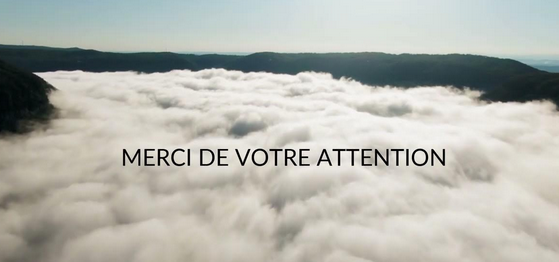 MERCI DE VOTRE ATTENTION